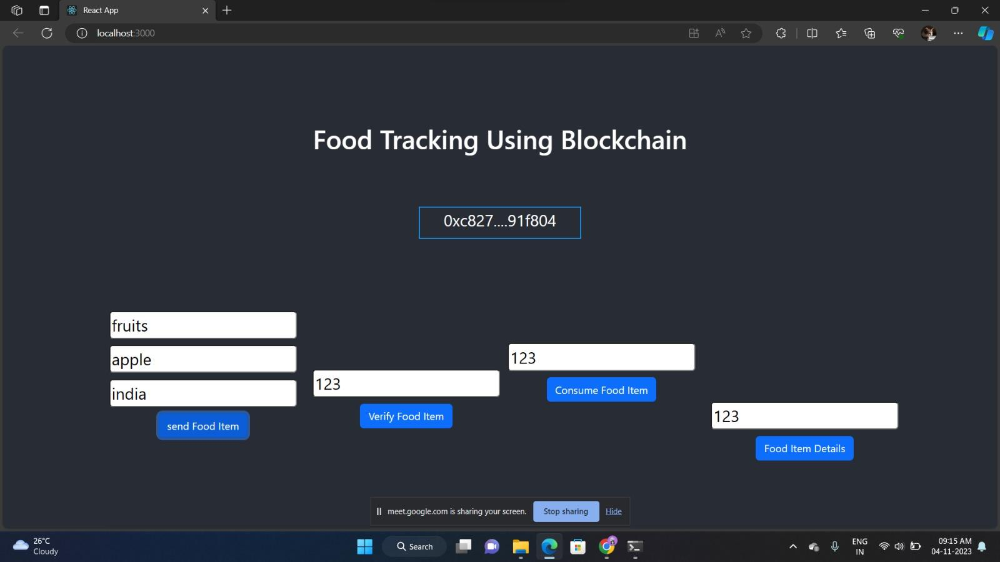 React App
localhost:3000
Food Tracking Using Blockchain
0xc827....91f804
fruits
apple
india
send Food Item
123
Verify Food Item
123
Consume Food Item
123
Food Item Details
meet.google.com is sharing your screen.
Stop sharing
Hide
26°C
Cloudy
Search
ENG
IN
09:15 AM
04-11-2023